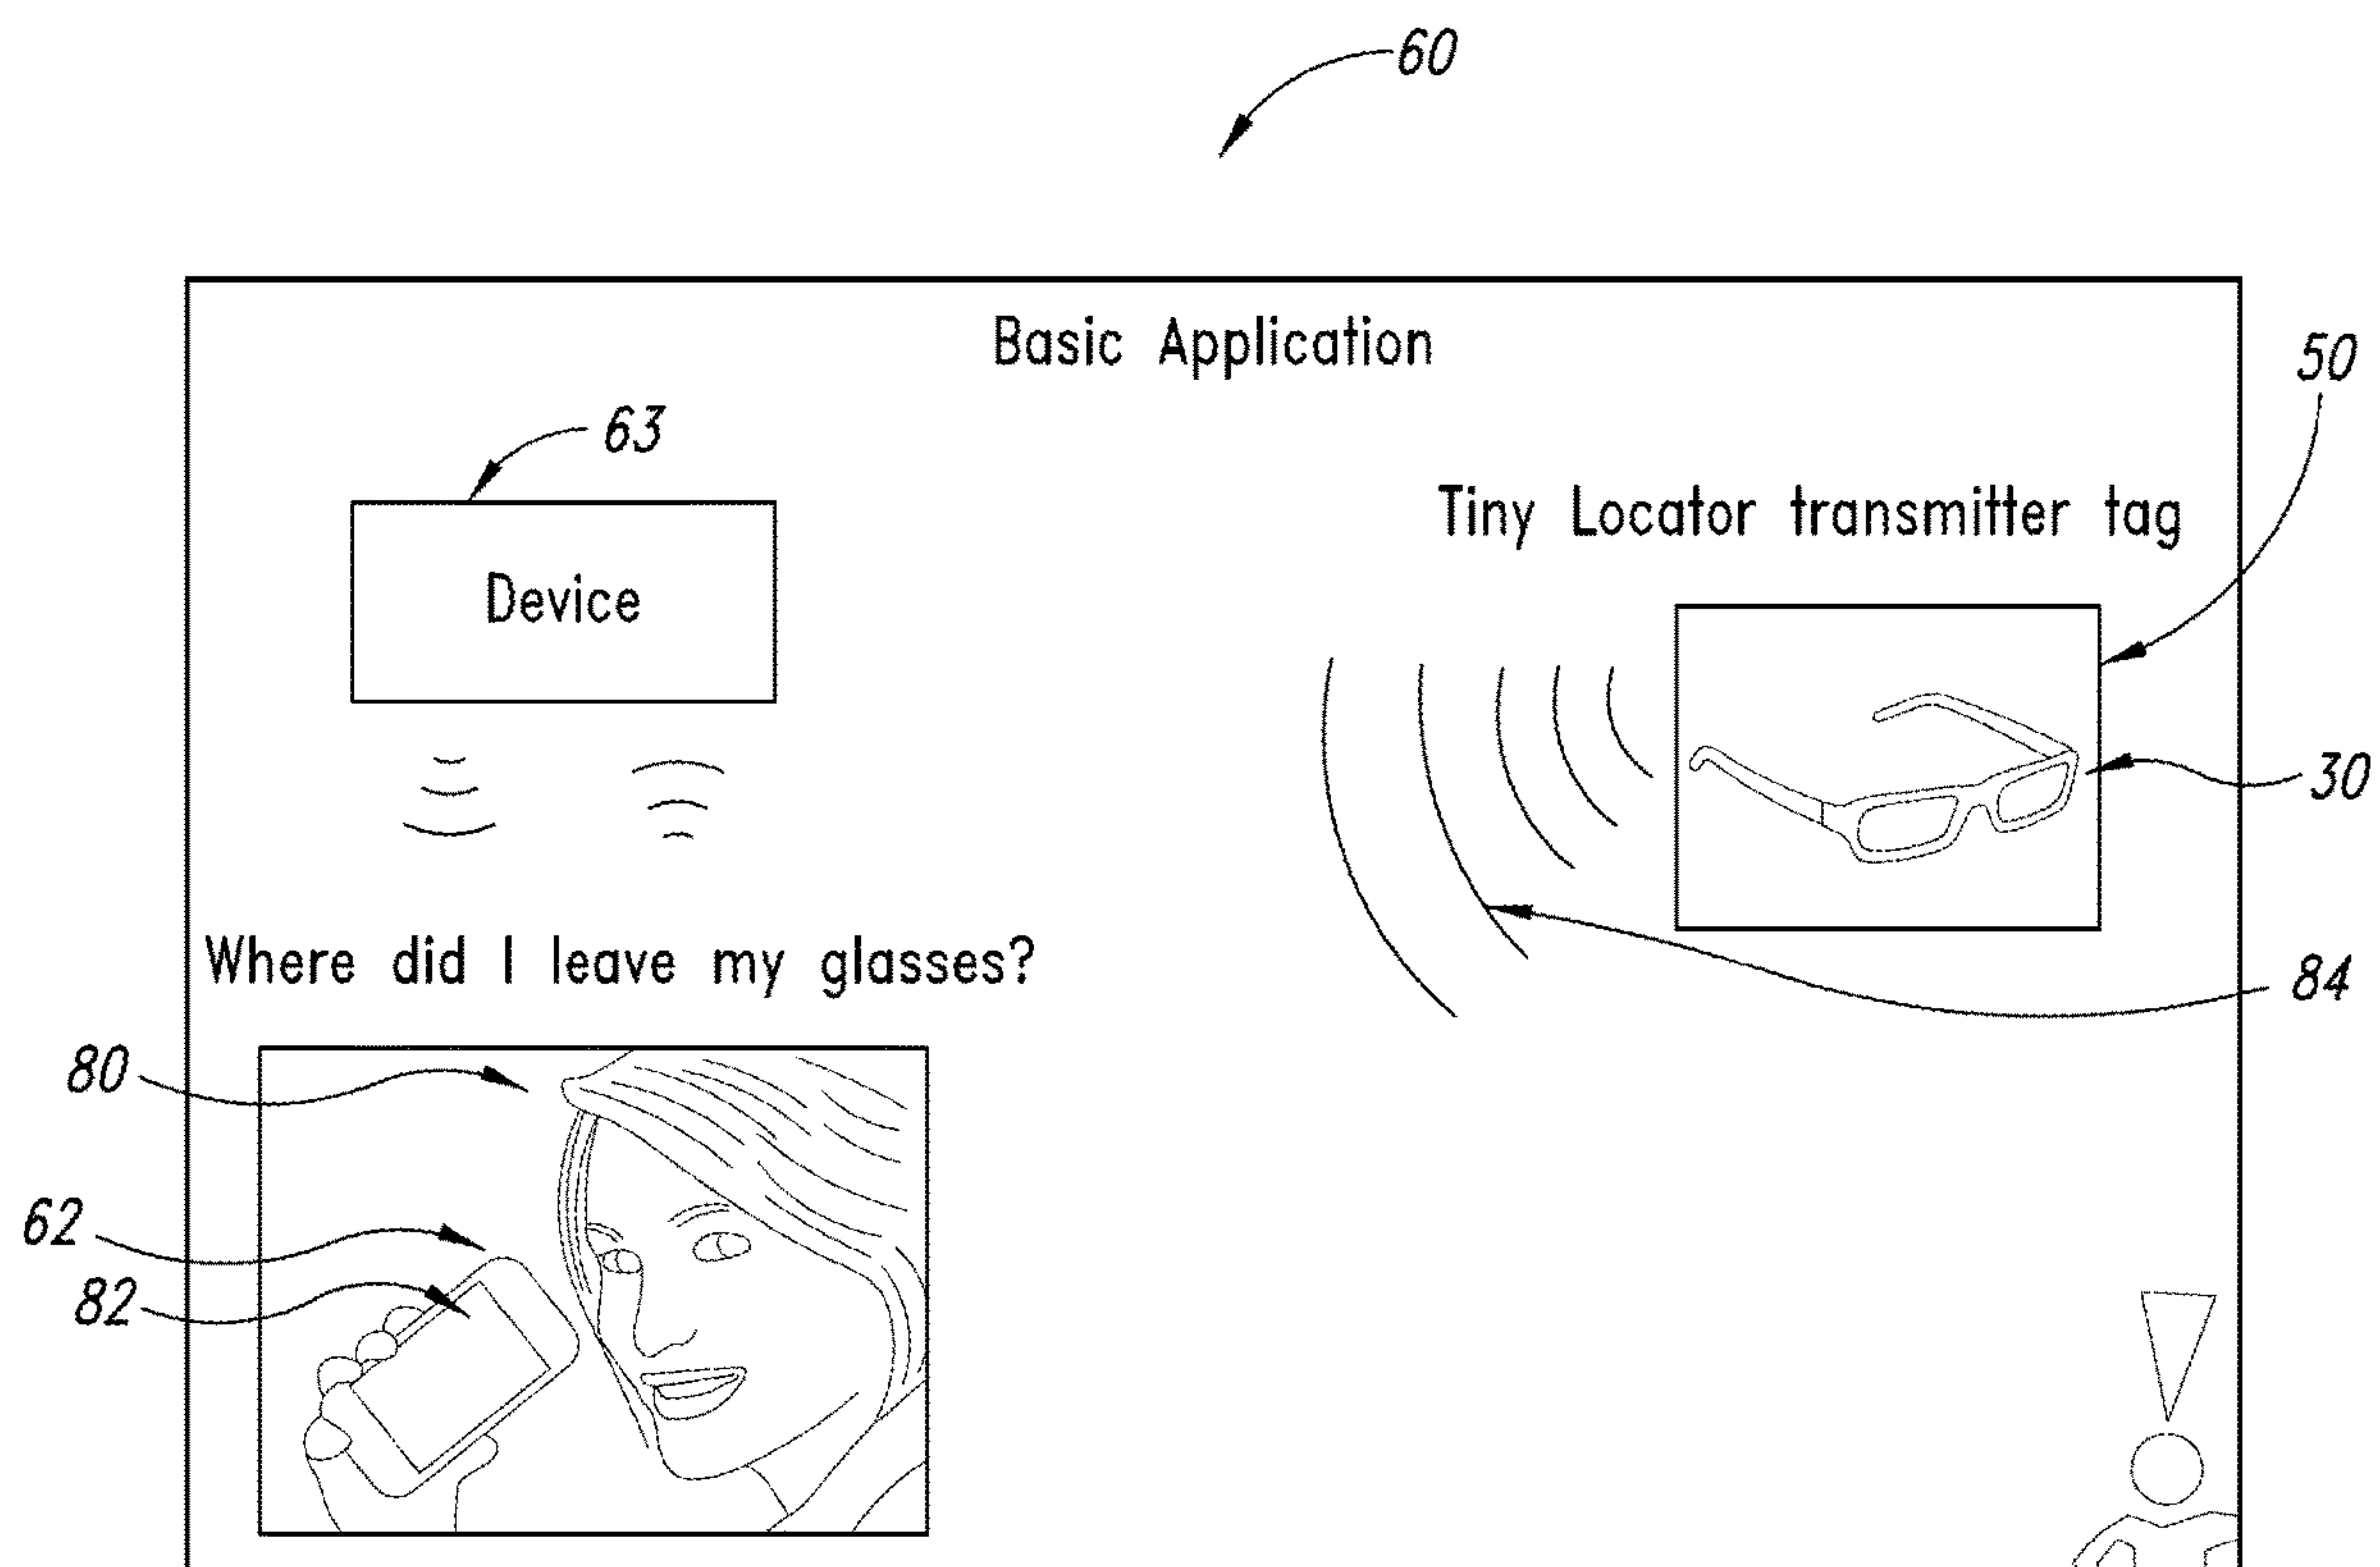 60
Basic Application
50
63
Tiny Locator transmitter tag
Device
30
Where did I leave my glasses?
84
80
62
82